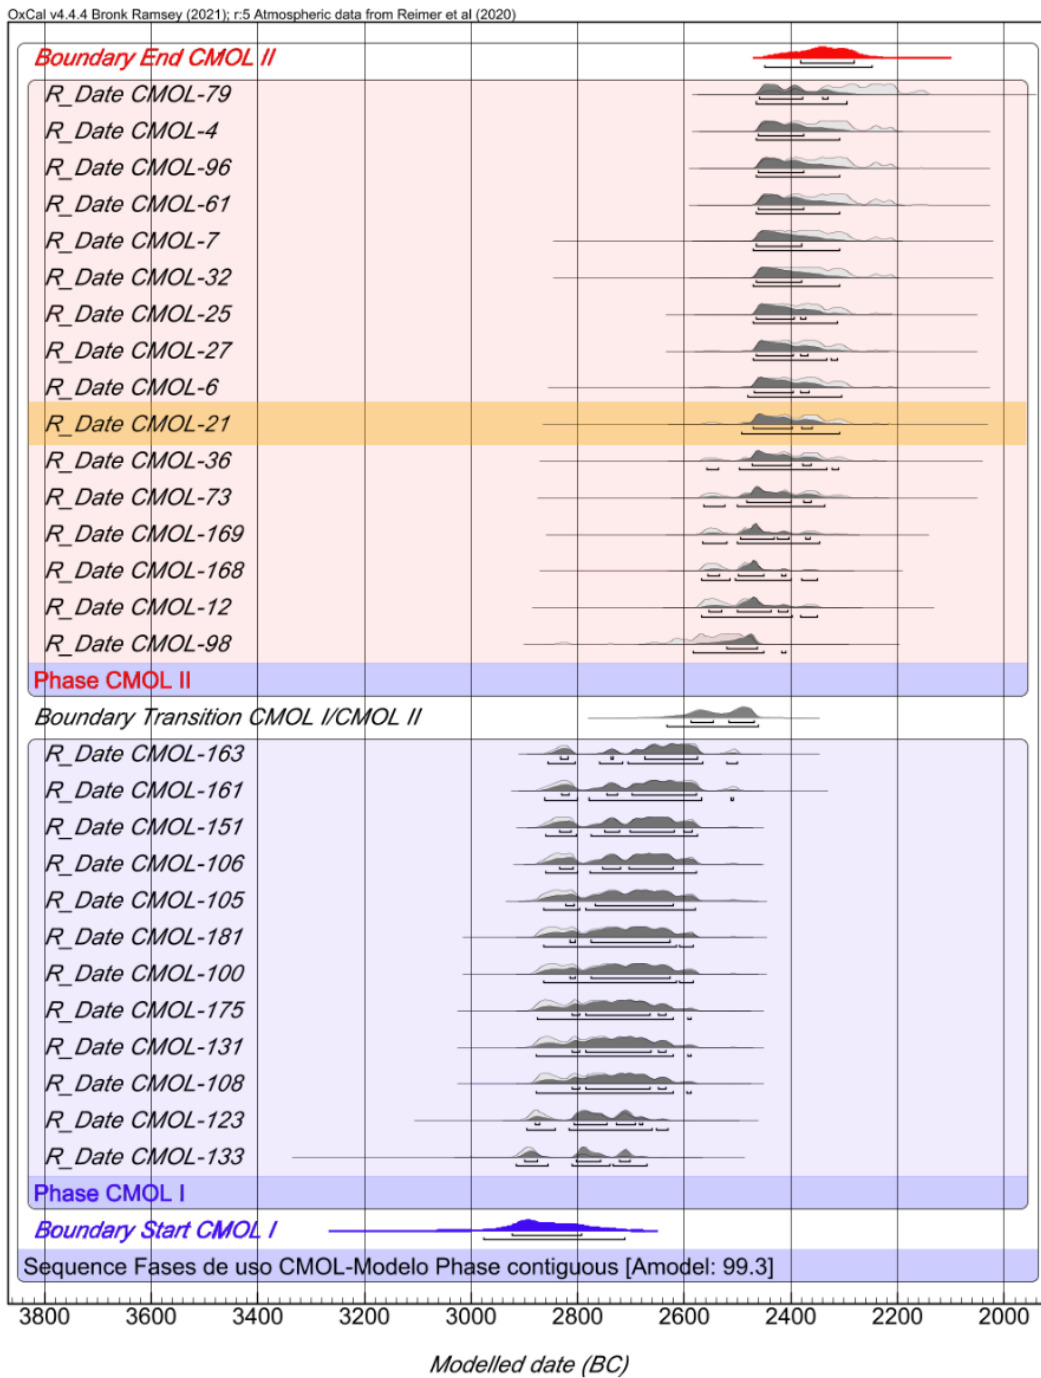 OxCal v4.4.4 Bronk Ramsey (2021); r:5 Atmospheric data from Reimer et al (2020)
Boundary End CMOL II
R_Date CMOL-79
R_Date CMOL-4
R_Date CMOL-96
R_Date CMOL-61
R_Date CMOL-7
R_Date CMOL-32
R_Date CMOL-25
R_Date CMOL-27
R_Date CMOL-6
R_Date CMOL-21
R_Date CMOL-36
R_Date CMOL-73
R_Date CMOL-169
R_Date CMOL-168
R_Date CMOL-12
R_Date CMOL-98
Phase CMOL II
Boundary Transition CMOL I/CMOL II
R_Date CMOL-163
R_Date CMOL-161
R_Date CMOL-151
R_Date CMOL-106
R_Date CMOL-105
R_Date CMOL-181
R_Date CMOL-100
R_Date CMOL-175
R_Date CMOL-131
R_Date CMOL-108
R_Date CMOL-123
R_Date CMOL-133
Phase CMOL I
Boundary Start CMOL I
Sequence Fases de uso CMOL-Modelo Phase contiguous [Amodel: 99.3]
3800 3600 3400 3200 3000 2800 2600 2400 2200 2000
Modelled date (BC)